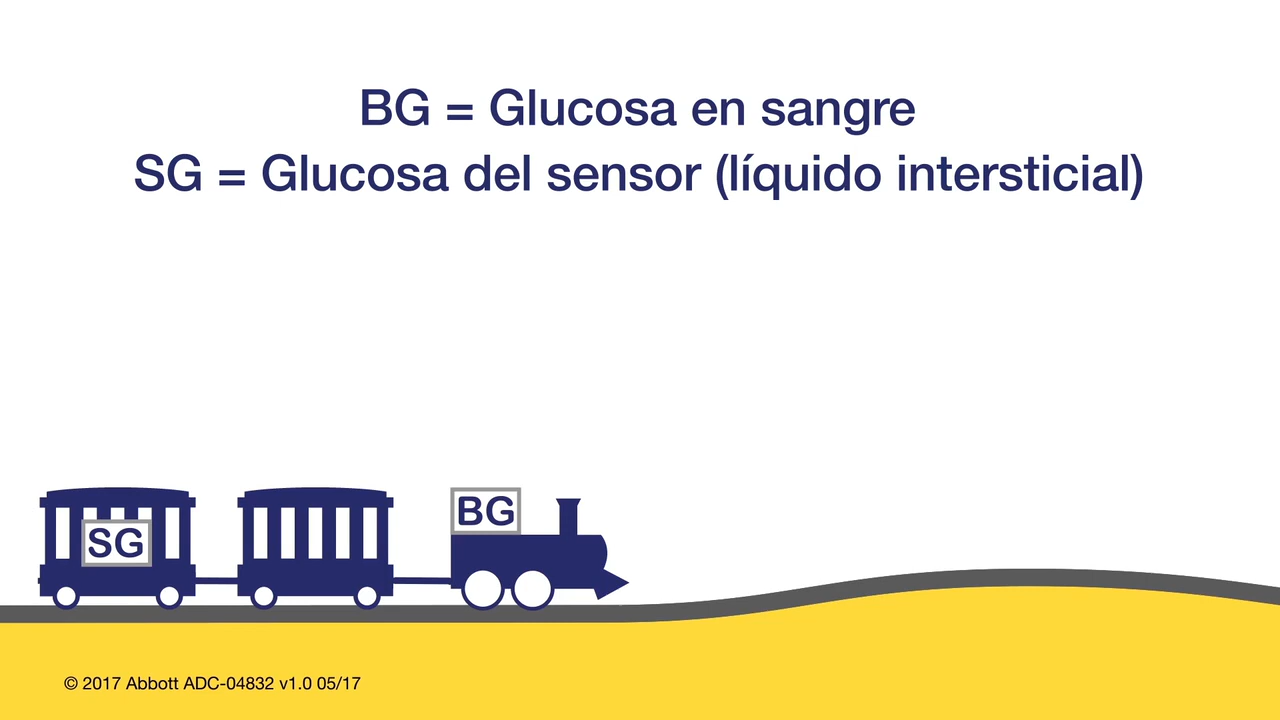 BG = Glucosa en sangre
SG = Glucosa del sensor (líquido intersticial)
SG
BG
© 2017 Abbott ADC-04832 v1.0 05/17